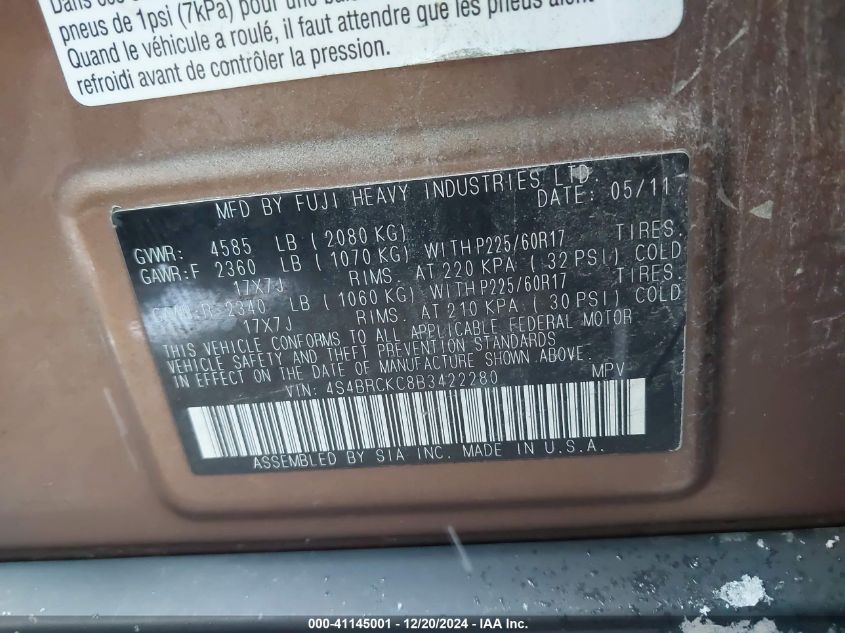 pneus de 1psi (7kPa) pour une
Quand le véhicule a roulé, il faut attendre que les pneus aient
refroidi avant de contrôler la pression.
MFD BY FUJI HEAVY INDUSTRIES LTD
DATE: 05/11
GVWR: 4585 LB ( 2080 KG)
GAWR:F 2360 LB ( 1070 KG) WITH P225/60R17 TIRES.
17X7J RIMS. AT 220 KPA ( 32 PSI) COLD
GAWR:R 2340 LB ( 1060 KG) WITH P225/60R17 TIRES.
17X7J RIMS. AT 210 KPA ( 30 PSI) COLD
THIS VEHICLE CONFORMS TO ALL APPLICABLE FEDERAL MOTOR
VEHICLE SAFETY AND THEFT PREVENTION STANDARDS
IN EFFECT ON THE DATE OF MANUFACTURE SHOWN ABOVE.
VIN: 4S4BRCKC8B3422280 MPV
ASSEMBLED BY SIA INC. MADE IN U.S.A.
000-41145001 - 12/20/2024 - IAA Inc.